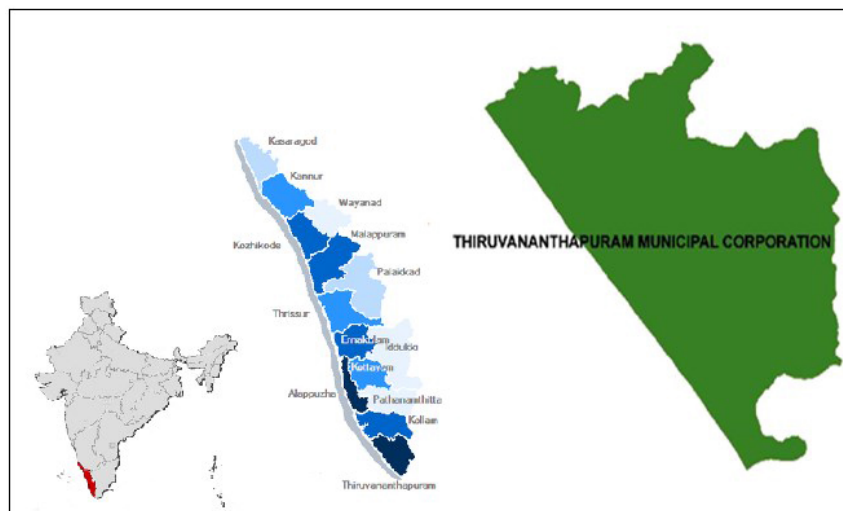 Kasaragod
Kannur
Wayanad
Malappuram
Kozhikode
Palakkad
Thrissur
Ernakulam
Idukki
Kottayam
Alappuzha
Pathanamthitta
Kollam
Thiruvananthapuram
THIRUVANANTHAPURAM MUNICIPAL CORPORATION